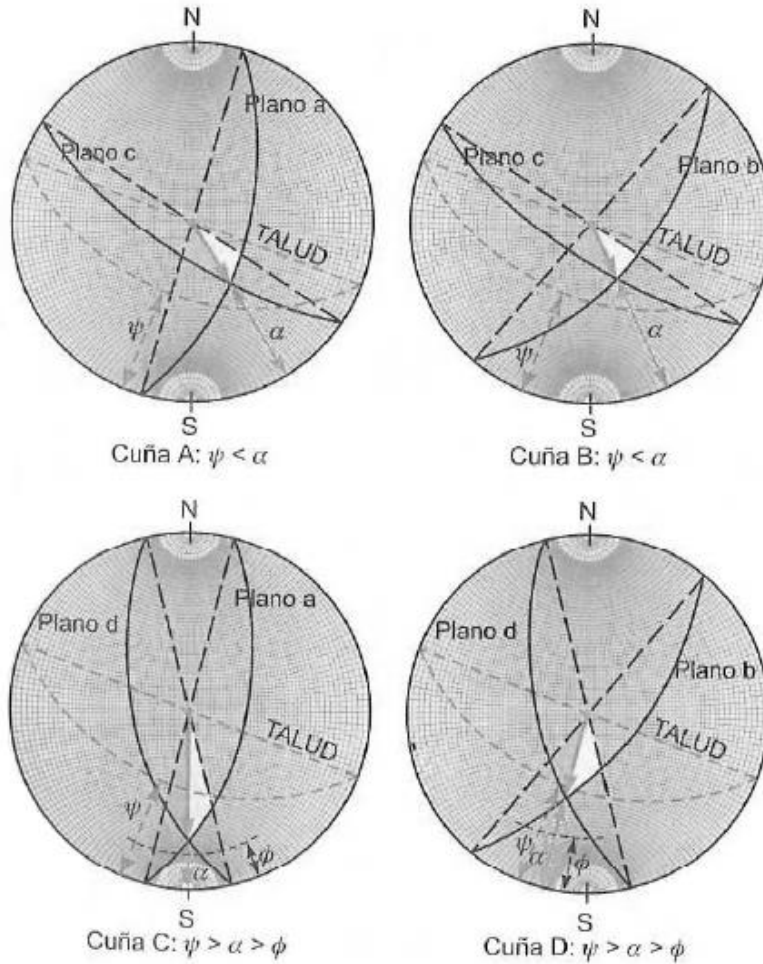 N
Plano a
Plano c
TALUD
ψ
α
S
Cuña A: ψ < α
N
Plano c
Plano b
TALUD
ψ
α
S
Cuña B: ψ < α
N
Plano a
Plano d
TALUD
ψ
ϕ
α
S
Cuña C: ψ > α > ϕ
N
Plano d
Plano b
TALUD
ψ
α
ϕ
S
Cuña D: ψ > α > ϕ